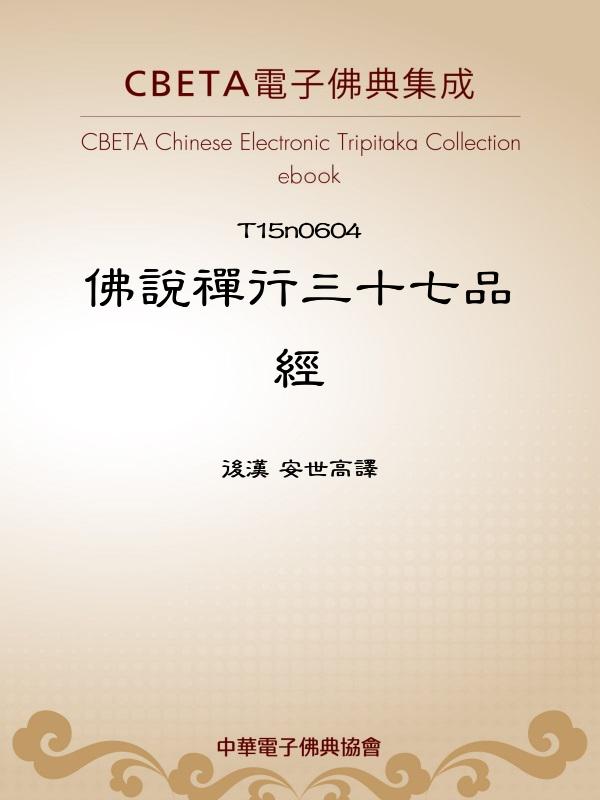 CBETA電子佛典集成
CBETA Chinese Electronic Tripitaka Collection
ebook
T15n0604
佛說禪行三十七品
經
後漢 安世高譯
中華電子佛典協會